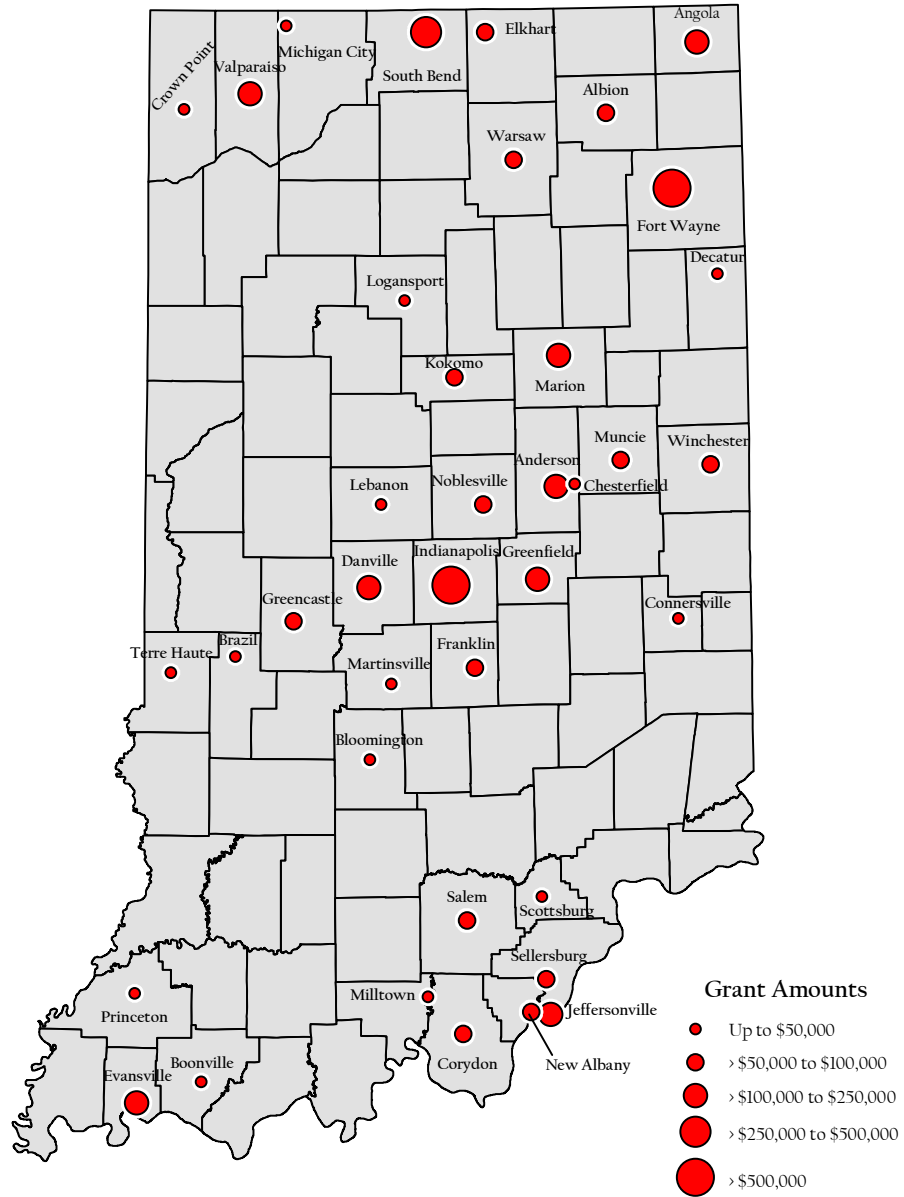 Angola
Elkhart
Crown Point
Michigan City
Valparaiso
South Bend
Albion
Warsaw
Fort Wayne
Decatur
Logansport
Kokomo
Marion
Muncie
Winchester
Anderson
Lebanon
Noblesville
Chesterfield
Indianapolis
Greenfield
Danville
Greencastle
Connersville
Brazil
Terre Haute
Franklin
Martinsville
Bloomington
Salem
Scottsburg
Sellersburg
Milltown
Princeton
Jeffersonville
Boonville
Corydon
New Albany
Evansville
Grant Amounts
Up to $50,000
> $50,000 to $100,000
> $100,000 to $250,000
> $250,000 to $500,000
> $500,000